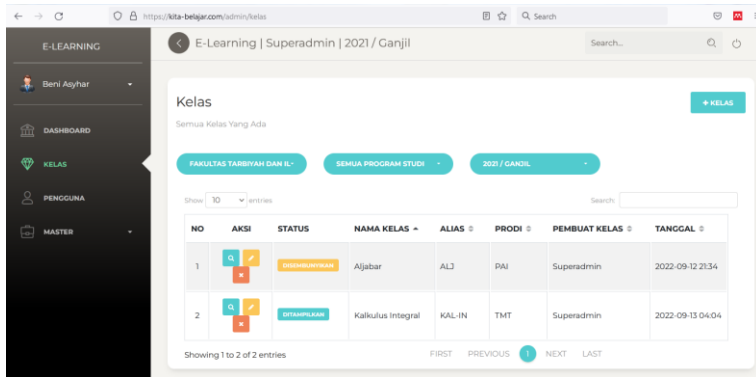 https://kita-belajar.com/admin/kelas
Search
E-LEARNING
E-Learning | Superadmin | 2021 / Ganjil
Search...
Beni Asyhar
DASHBOARD
KELAS
PENGGUNA
MASTER
Kelas
+ KELAS
Semua Kelas Yang Ada
FAKULTAS TARBIYAH DAN IL
SEMUA PROGRAM STUDI
2021 / GANJIL
Show 10 entries
Search:
NO AKSI STATUS NAMA KELAS ALIAS PRODI PEMBUAT KELAS TANGGAL
1 DISEMBUNYIKAN Aljabar ALJ PAI Superadmin 2022-09-12 21:34
2 DITAMPILKAN Kalkulus Integral KAL-IN TMT Superadmin 2022-09-13 04:04
Showing 1 to 2 of 2 entries
FIRST PREVIOUS 1 NEXT LAST